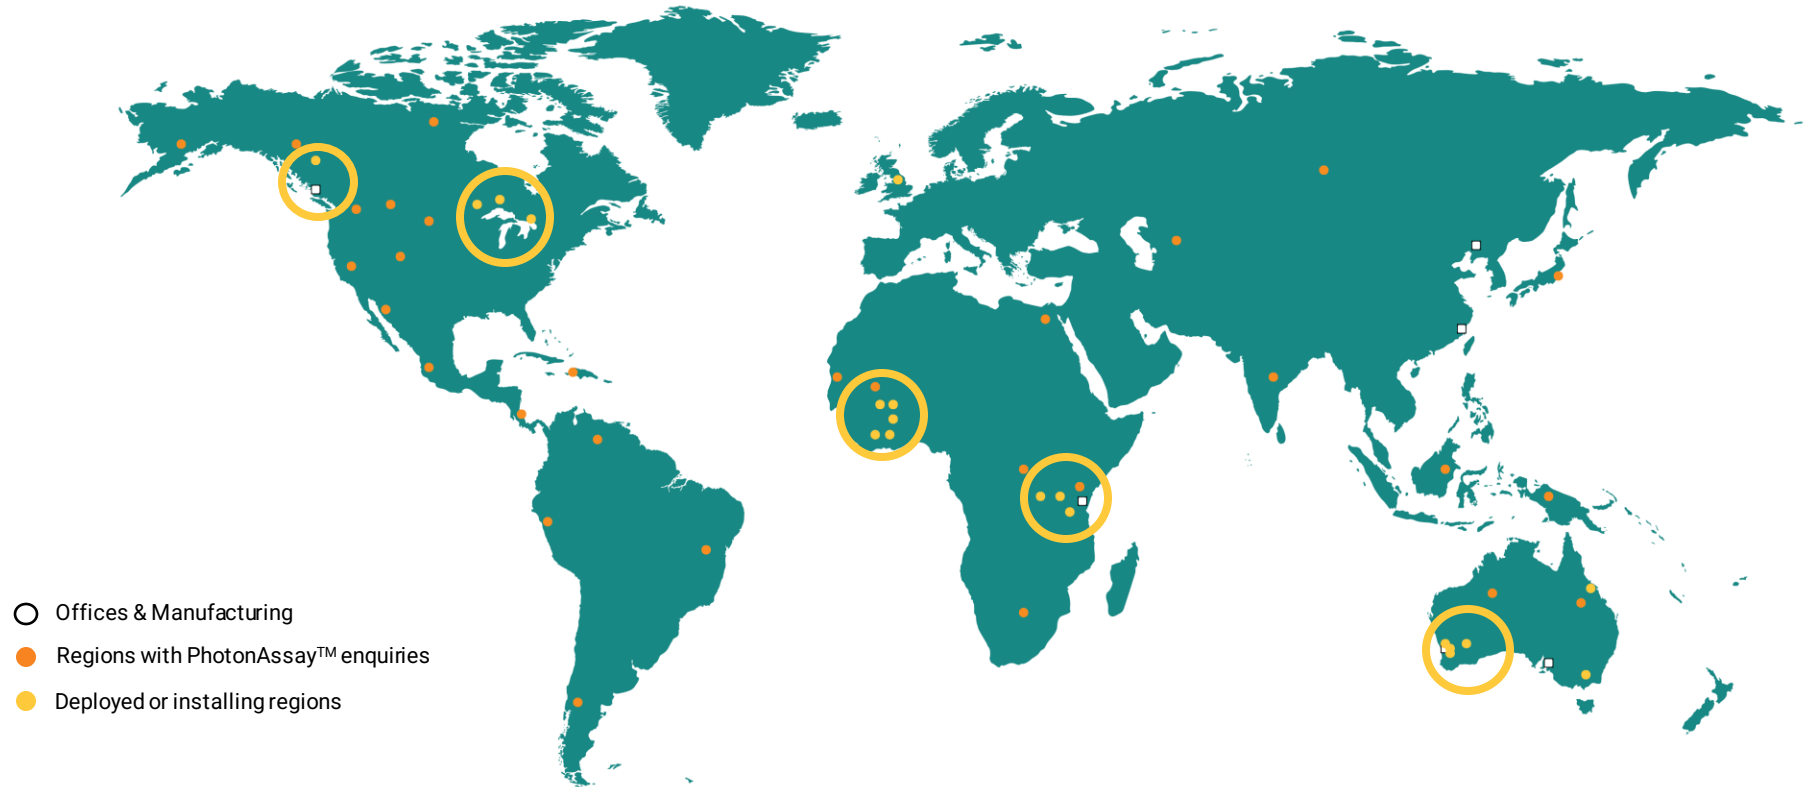 Offices & Manufacturing
Regions with PhotonAssay™ enquiries
Deployed or installing regions